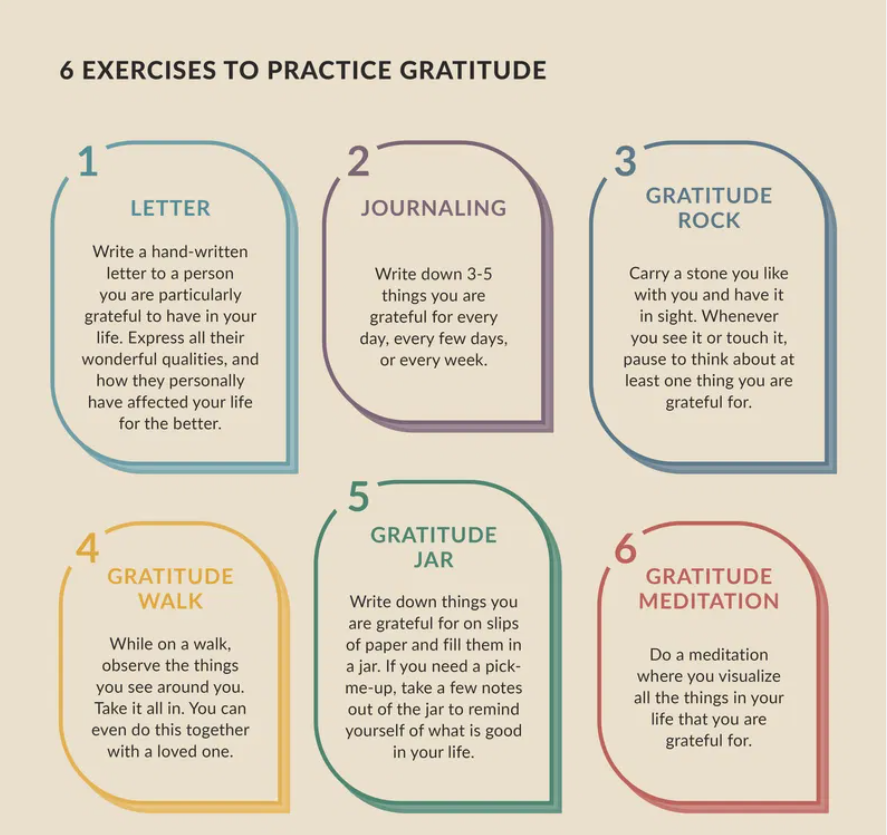 6 EXERCISES TO PRACTICE GRATITUDE
1
LETTER
Write a hand-written
letter to a person
you are particularly
grateful to have in your
life. Express all their
wonderful qualities, and
how they personally
have affected your life
for the better.
2
JOURNALING
Write down 3-5
things you are
grateful for every
day, every few days,
or every week.
3
GRATITUDE
ROCK
Carry a stone you like
with you and have it
in sight. Whenever
you see it or touch it,
pause to think about at
least one thing you are
grateful for.
4
GRATITUDE
WALK
While on a walk,
observe the things
you see around you.
Take it all in. You can
even do this together
with a loved one.
5
GRATITUDE
JAR
Write down things you
are grateful for on slips
of paper and fill them in
a jar. If you need a pick-
me-up, take a few notes
out of the jar to remind
yourself of what is good
in your life.
6
GRATITUDE
MEDITATION
Do a meditation
where you visualize
all the things in your
life that you are
grateful for.